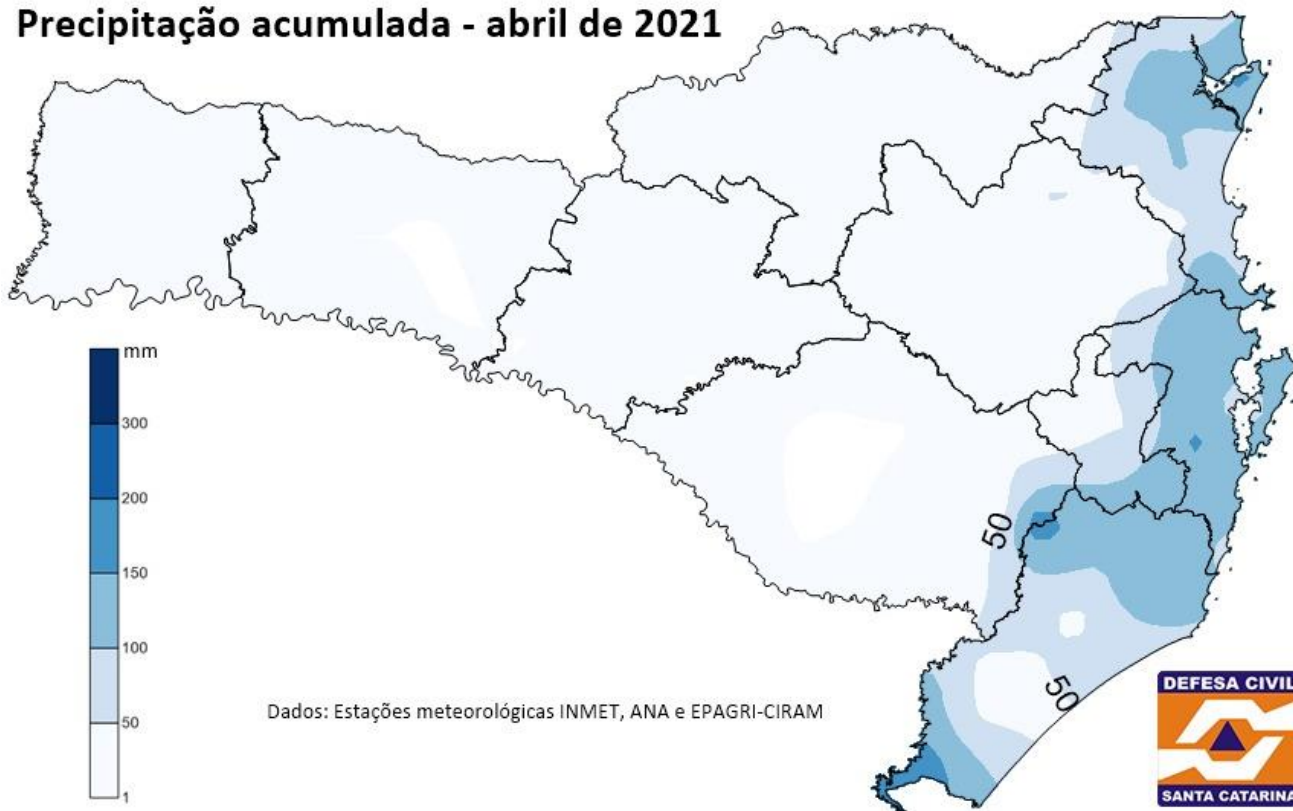 Precipitação acumulada - abril de 2021
mm
300
200
150
100
50
1
50
50
Dados: Estações meteorológicas INMET, ANA e EPAGRI-CIRAM
DEFESA CIVIL
SANTA CATARINA